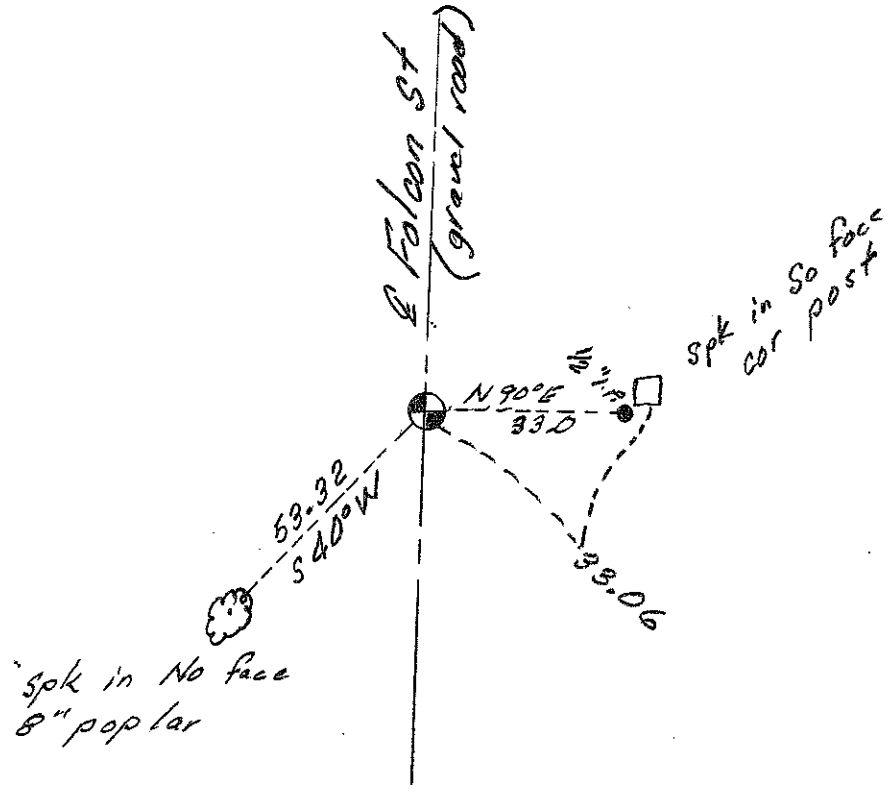 ℄ Falcon St
(gravel road)
Spk in So face
cor post
N 90°E
33.0
53.32
S 40° W
33.06
Spk in No face
8" poplar